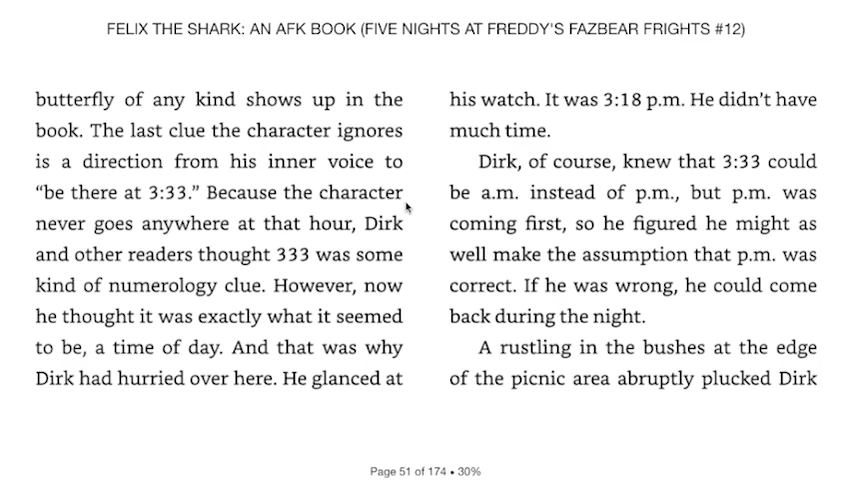 FELIX THE SHARK: AN AFK BOOK (FIVE NIGHTS AT FREDDY'S FAZBEAR FRIGHTS #12)
butterfly of any kind shows up in the
book. The last clue the character ignores
is a direction from his inner voice to
“be there at 3:33.” Because the character
never goes anywhere at that hour, Dirk
and other readers thought 333 was some
kind of numerology clue. However, now
he thought it was exactly what it seemed
to be, a time of day. And that was why
Dirk had hurried over here. He glanced at
his watch. It was 3:18 p.m. He didn’t have
much time.
Dirk, of course, knew that 3:33 could
be a.m. instead of p.m., but p.m. was
coming first, so he figured he might as
well make the assumption that p.m. was
correct. If he was wrong, he could come
back during the night.
A rustling in the bushes at the edge
of the picnic area abruptly plucked Dirk
Page 51 of 174 • 30%